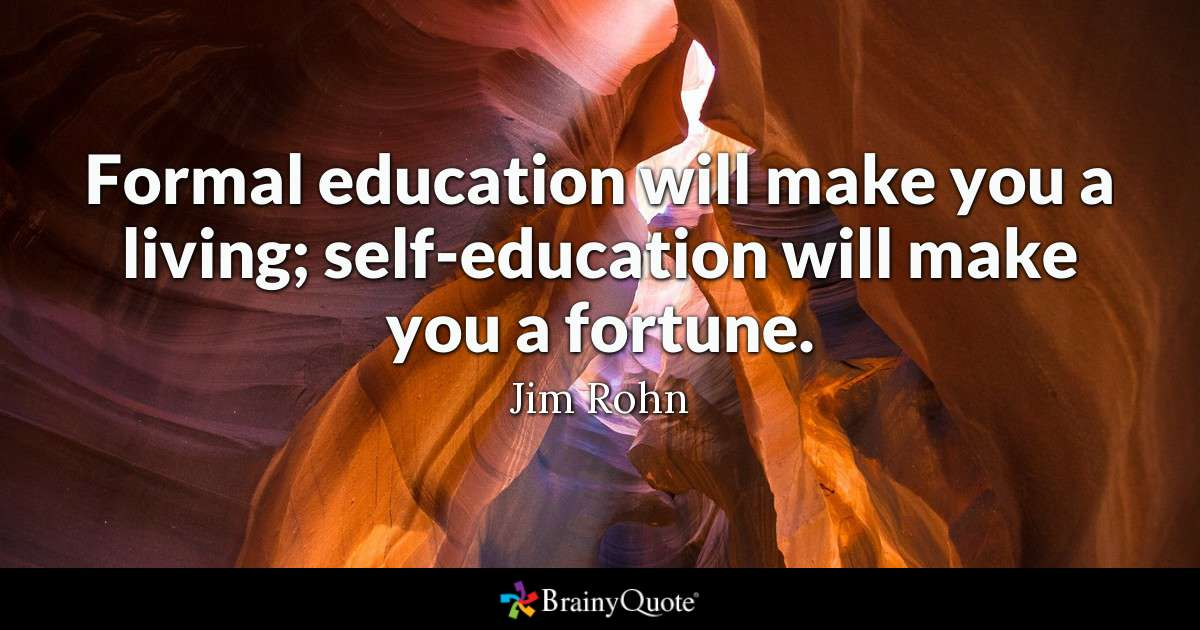 Formal education will make you a
living; self-education will make
you a fortune.
Jim Rohn
BrainyQuote®